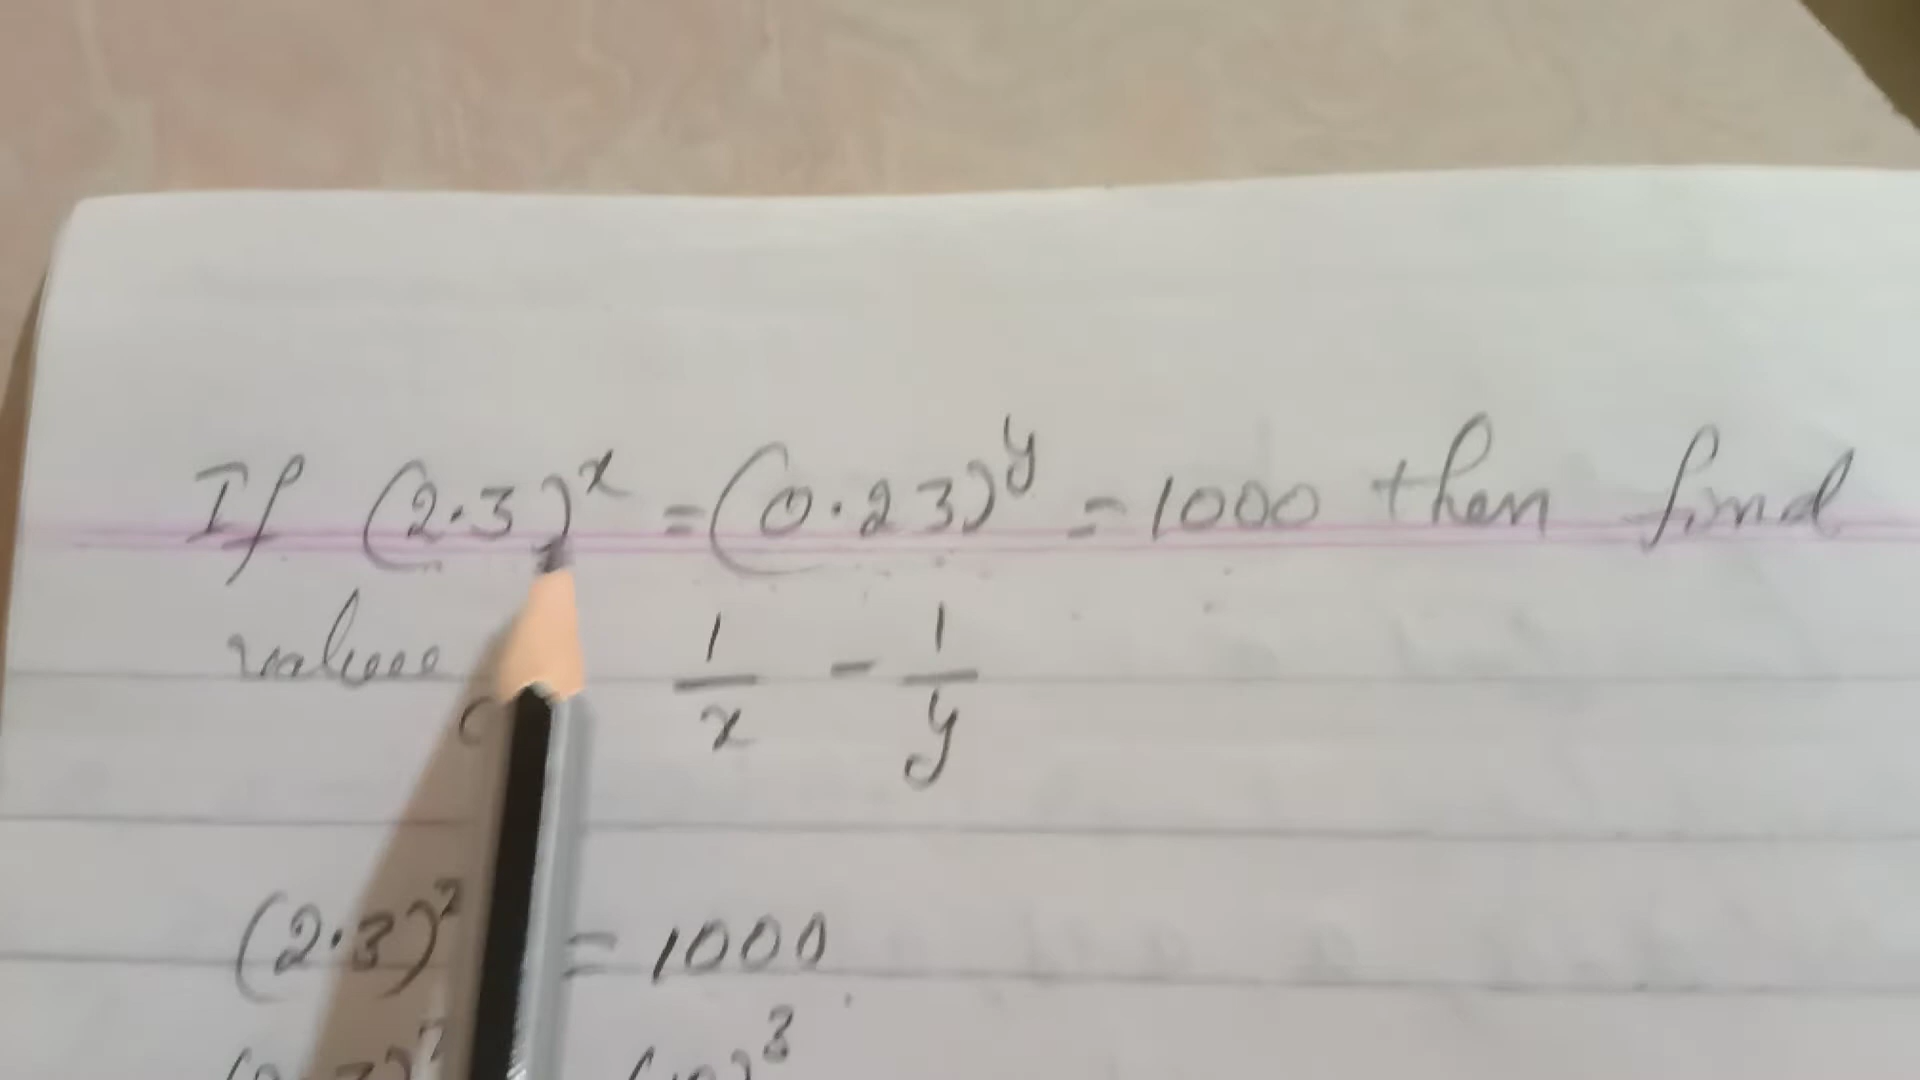 If (2.3)^x = (0.23)^y = 1000 then find
value 1/x - 1/y
(2.3)^x = 1000